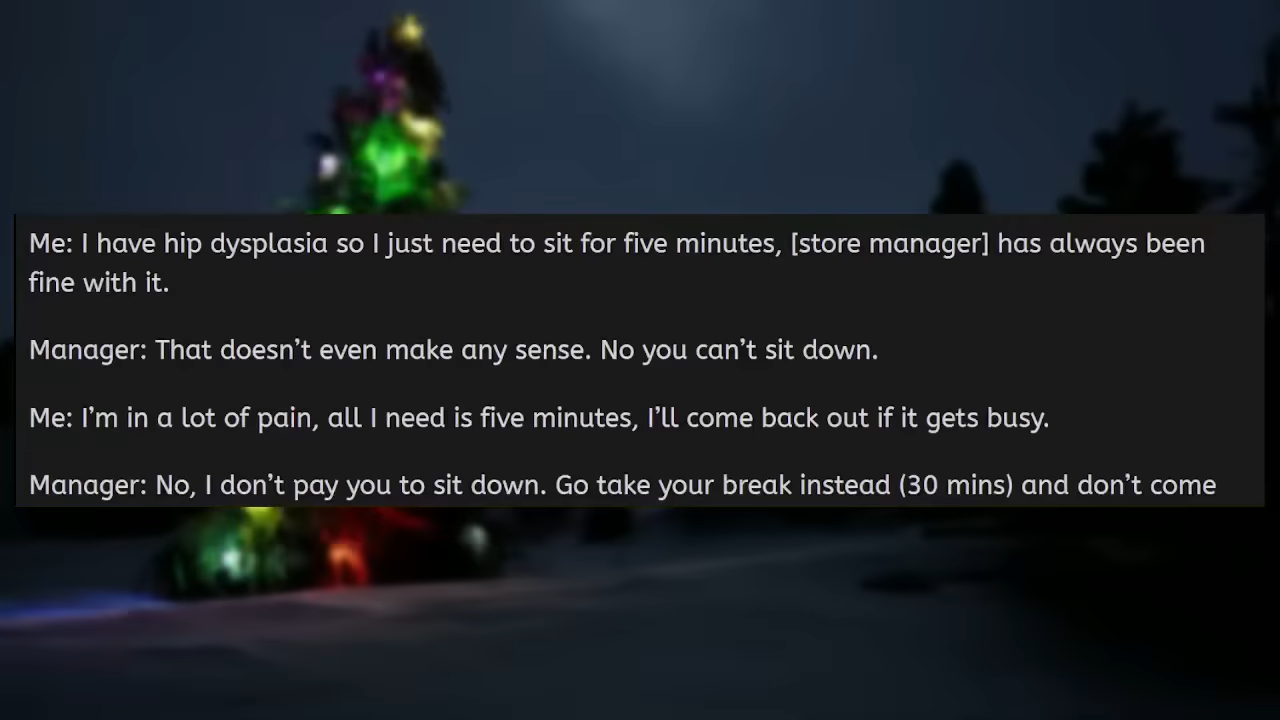 Me: I have hip dysplasia so I just need to sit for five minutes, [store manager] has always been
fine with it.
Manager: That doesn’t even make any sense. No you can’t sit down.
Me: I’m in a lot of pain, all I need is five minutes, I’ll come back out if it gets busy.
Manager: No, I don’t pay you to sit down. Go take your break instead (30 mins) and don’t come